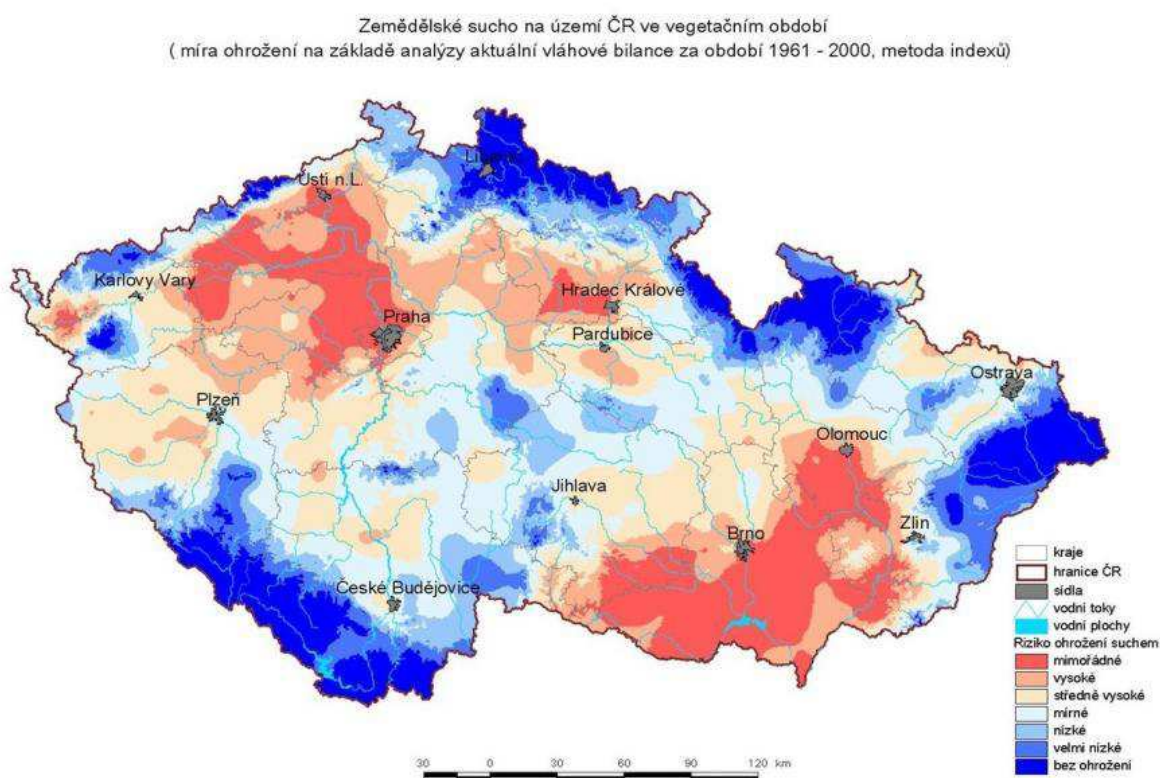 Zemědělské sucho na území ČR ve vegetačním období
( míra ohrožení na základě analýzy aktuální vláhové bilance za období 1961 - 2000, metoda indexů)
Ústí n.L.
Karlovy Vary
Hradec Králové
Praha
Pardubice
Ostrava
Plzeň
Olomouc
Jihlava
Zlín
Brno
České Budějovice
kraje
hranice ČR
sídla
vodní toky
vodní plochy
Riziko ohrožení suchem
mimořádné
vysoké
středně vysoké
mírné
nízké
velmi nízké
bez ohrožení
30 0 30 60 90 120 km